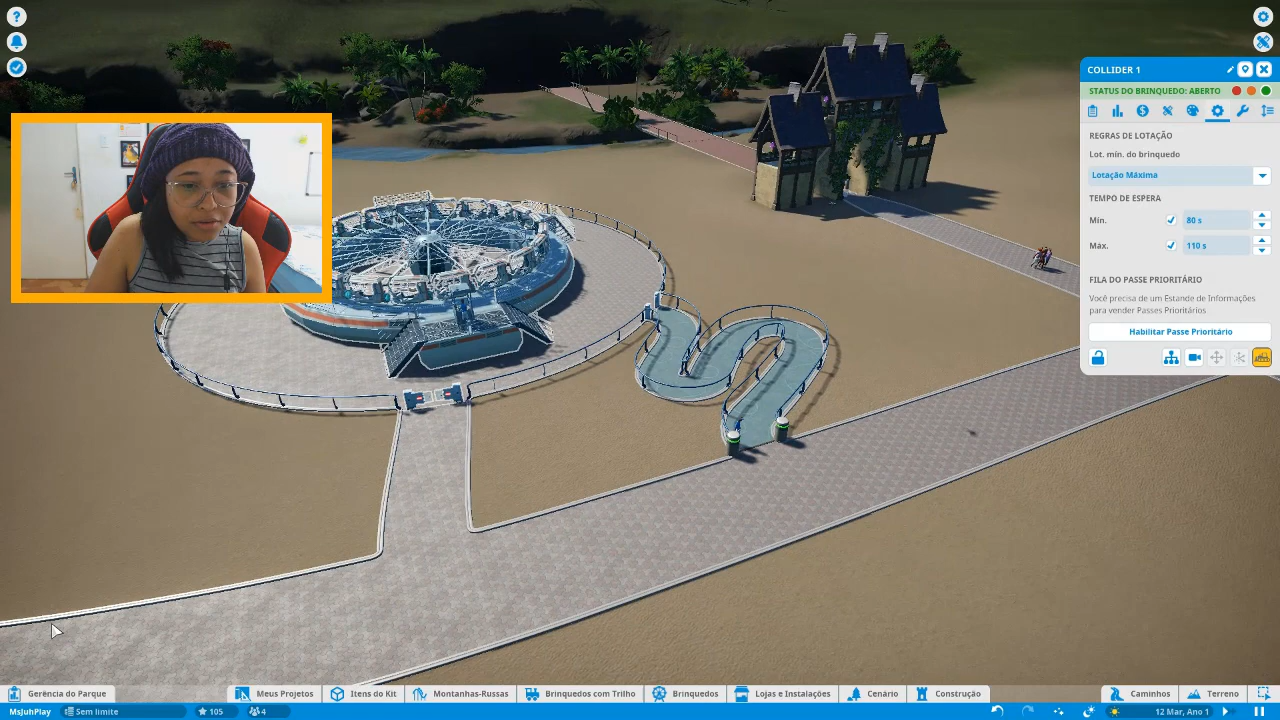 COLLIDER 1
STATUS DO BRINQUEDO: ABERTO
REGRAS DE LOTAÇÃO
Lot. mín. do brinquedo
Lotação Máxima
TEMPO DE ESPERA
Mín. 80 s
Máx. 110 s
FILA DO PASSE PRIORITÁRIO
Você precisa de um Estande de Informações
para vender Passes Prioritários
Habilitar Passe Prioritário
Gerência do Parque Meus Projetos Itens do Kit Montanhas-Russas Brinquedos com Trilho Brinquedos Lojas e Instalações Cenário Construção Caminhos Terreno
MsJuhPlay Sem limite 105 4 12 Mar, Ano 1